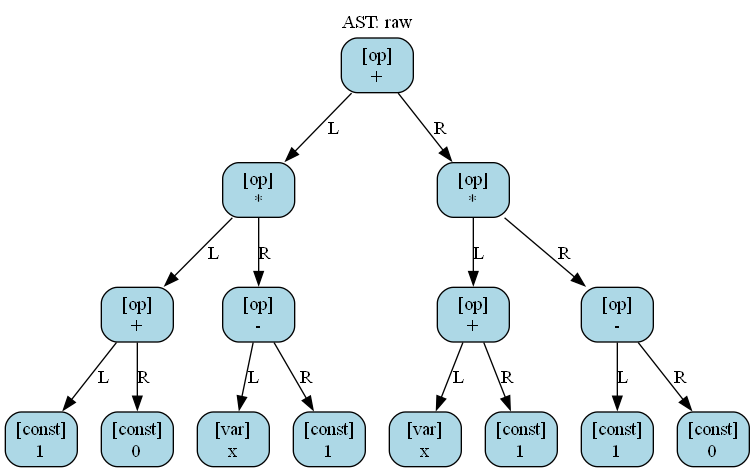 AST: raw
[op]
+
L
R
[op]
*
[op]
*
L
R
L
R
[op]
+
[op]
-
[op]
+
[op]
-
L
R
L
R
L
R
L
R
[const]
1
[const]
0
[var]
x
[const]
1
[var]
x
[const]
1
[const]
1
[const]
0